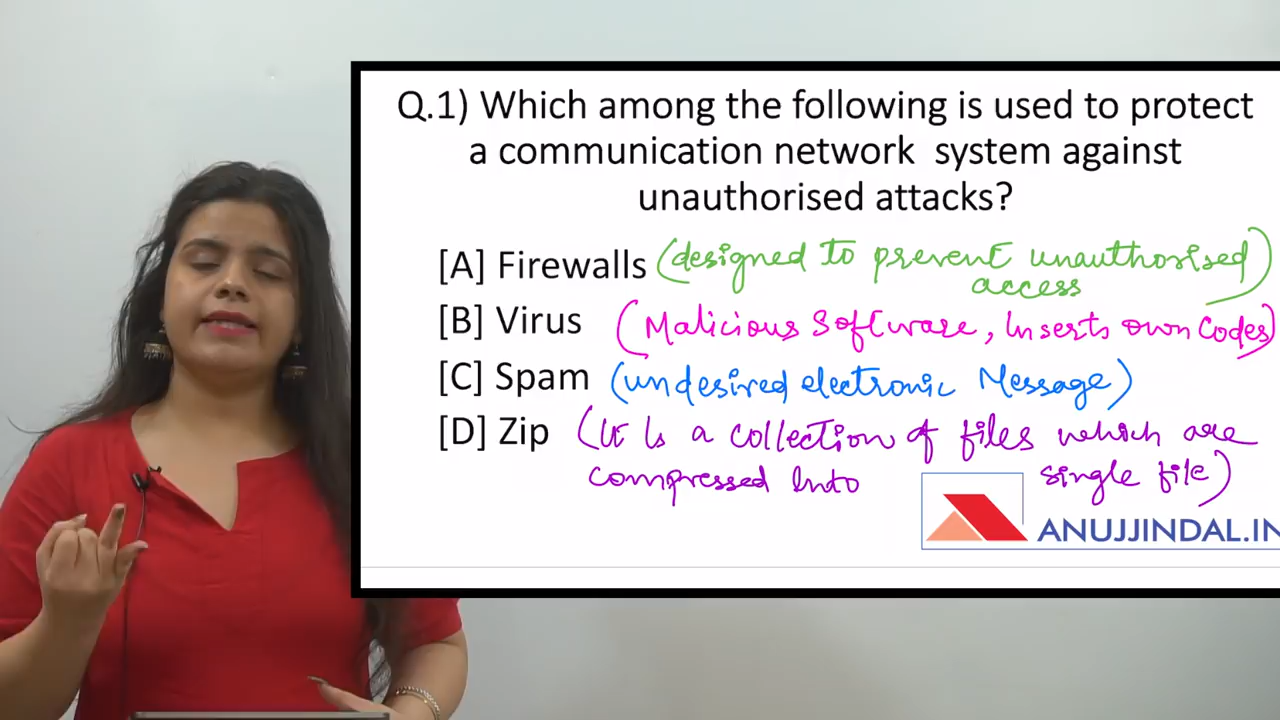 Q.1) Which among the following is used to protect
a communication network system against
unauthorised attacks?
[A] Firewalls (designed to prevent unauthorised)
access
[B] Virus (Malicious software, Inserts own codes)
[C] Spam (undesired electronic Message)
[D] Zip (It Is a collection of files which are
compressed Into single file)
ANUJJINDAL.IN